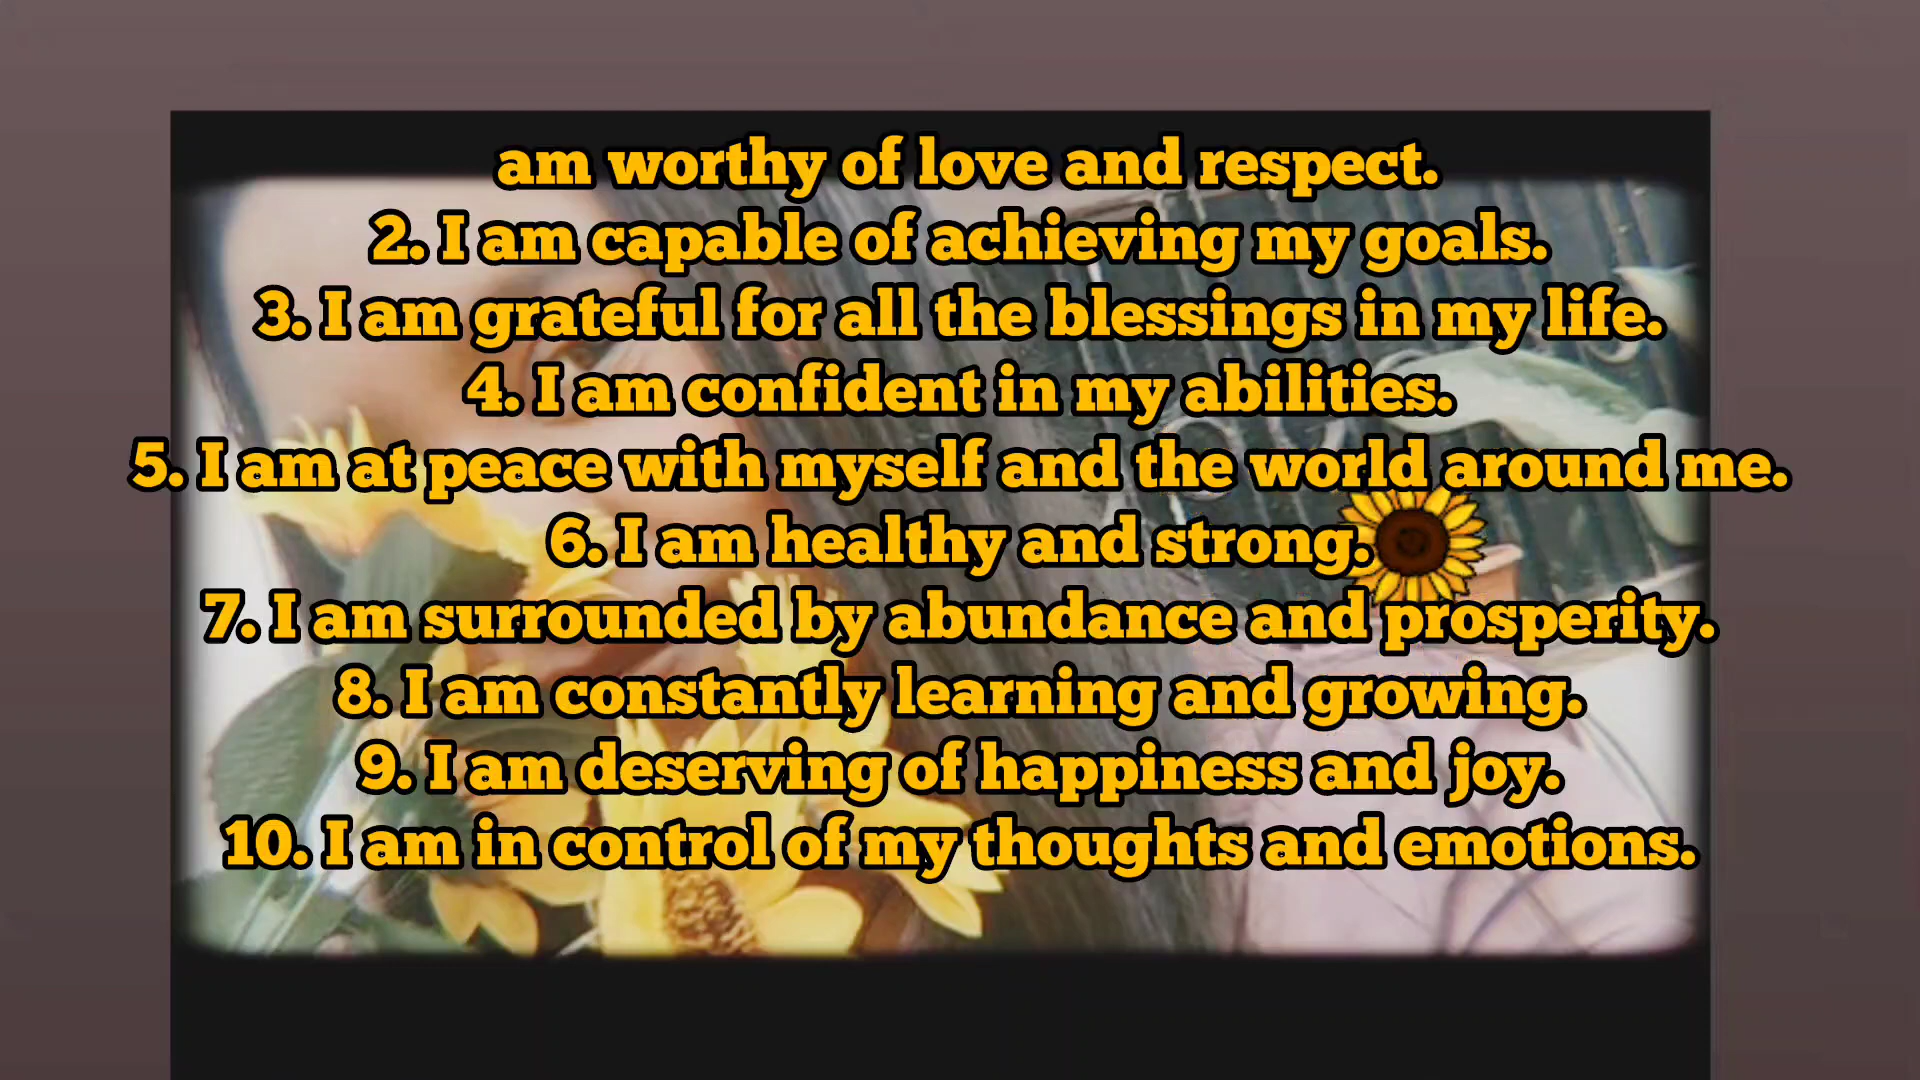 am worthy of love and respect.
2. I am capable of achieving my goals.
3. I am grateful for all the blessings in my life.
4. I am confident in my abilities.
5. I am at peace with myself and the world around me.
6. I am healthy and strong.
7. I am surrounded by abundance and prosperity.
8. I am constantly learning and growing.
9. I am deserving of happiness and joy.
10. I am in control of my thoughts and emotions.